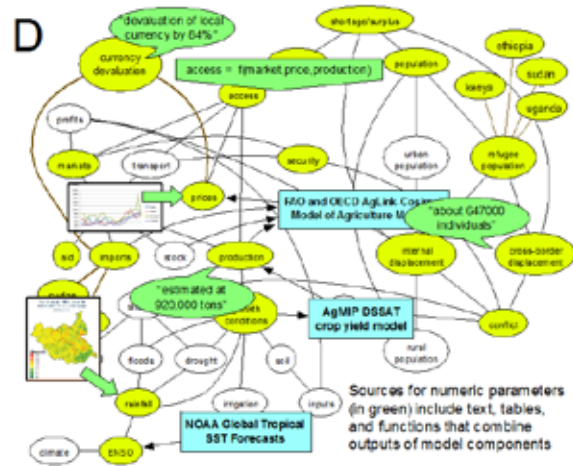 D
"devaluation of local
currency by 84%"
shortage/surplus
currency
devaluation
access = f(market,price,production)
population
ethiopia
sudan
kenya
uganda
access
profits
markets
transport
security
urban
population
refugee
population
prices
FAO and OECD AgLink Cosimo
Model of Agriculture
"about 647000
individuals"
aid
imports
stock
production
internal
displacement
cross-border
displacement
"estimated at
920,000 tons"
conditions
AgMIP DSSAT
crop yield model
conflict
floods
drought
soil
rural
population
rainfall
irrigation
inputs
Sources for numeric parameters
(in green) include text, tables,
and functions that combine
outputs of model components
NOAA Global Tropical
SST Forecasts
climate
ENSO